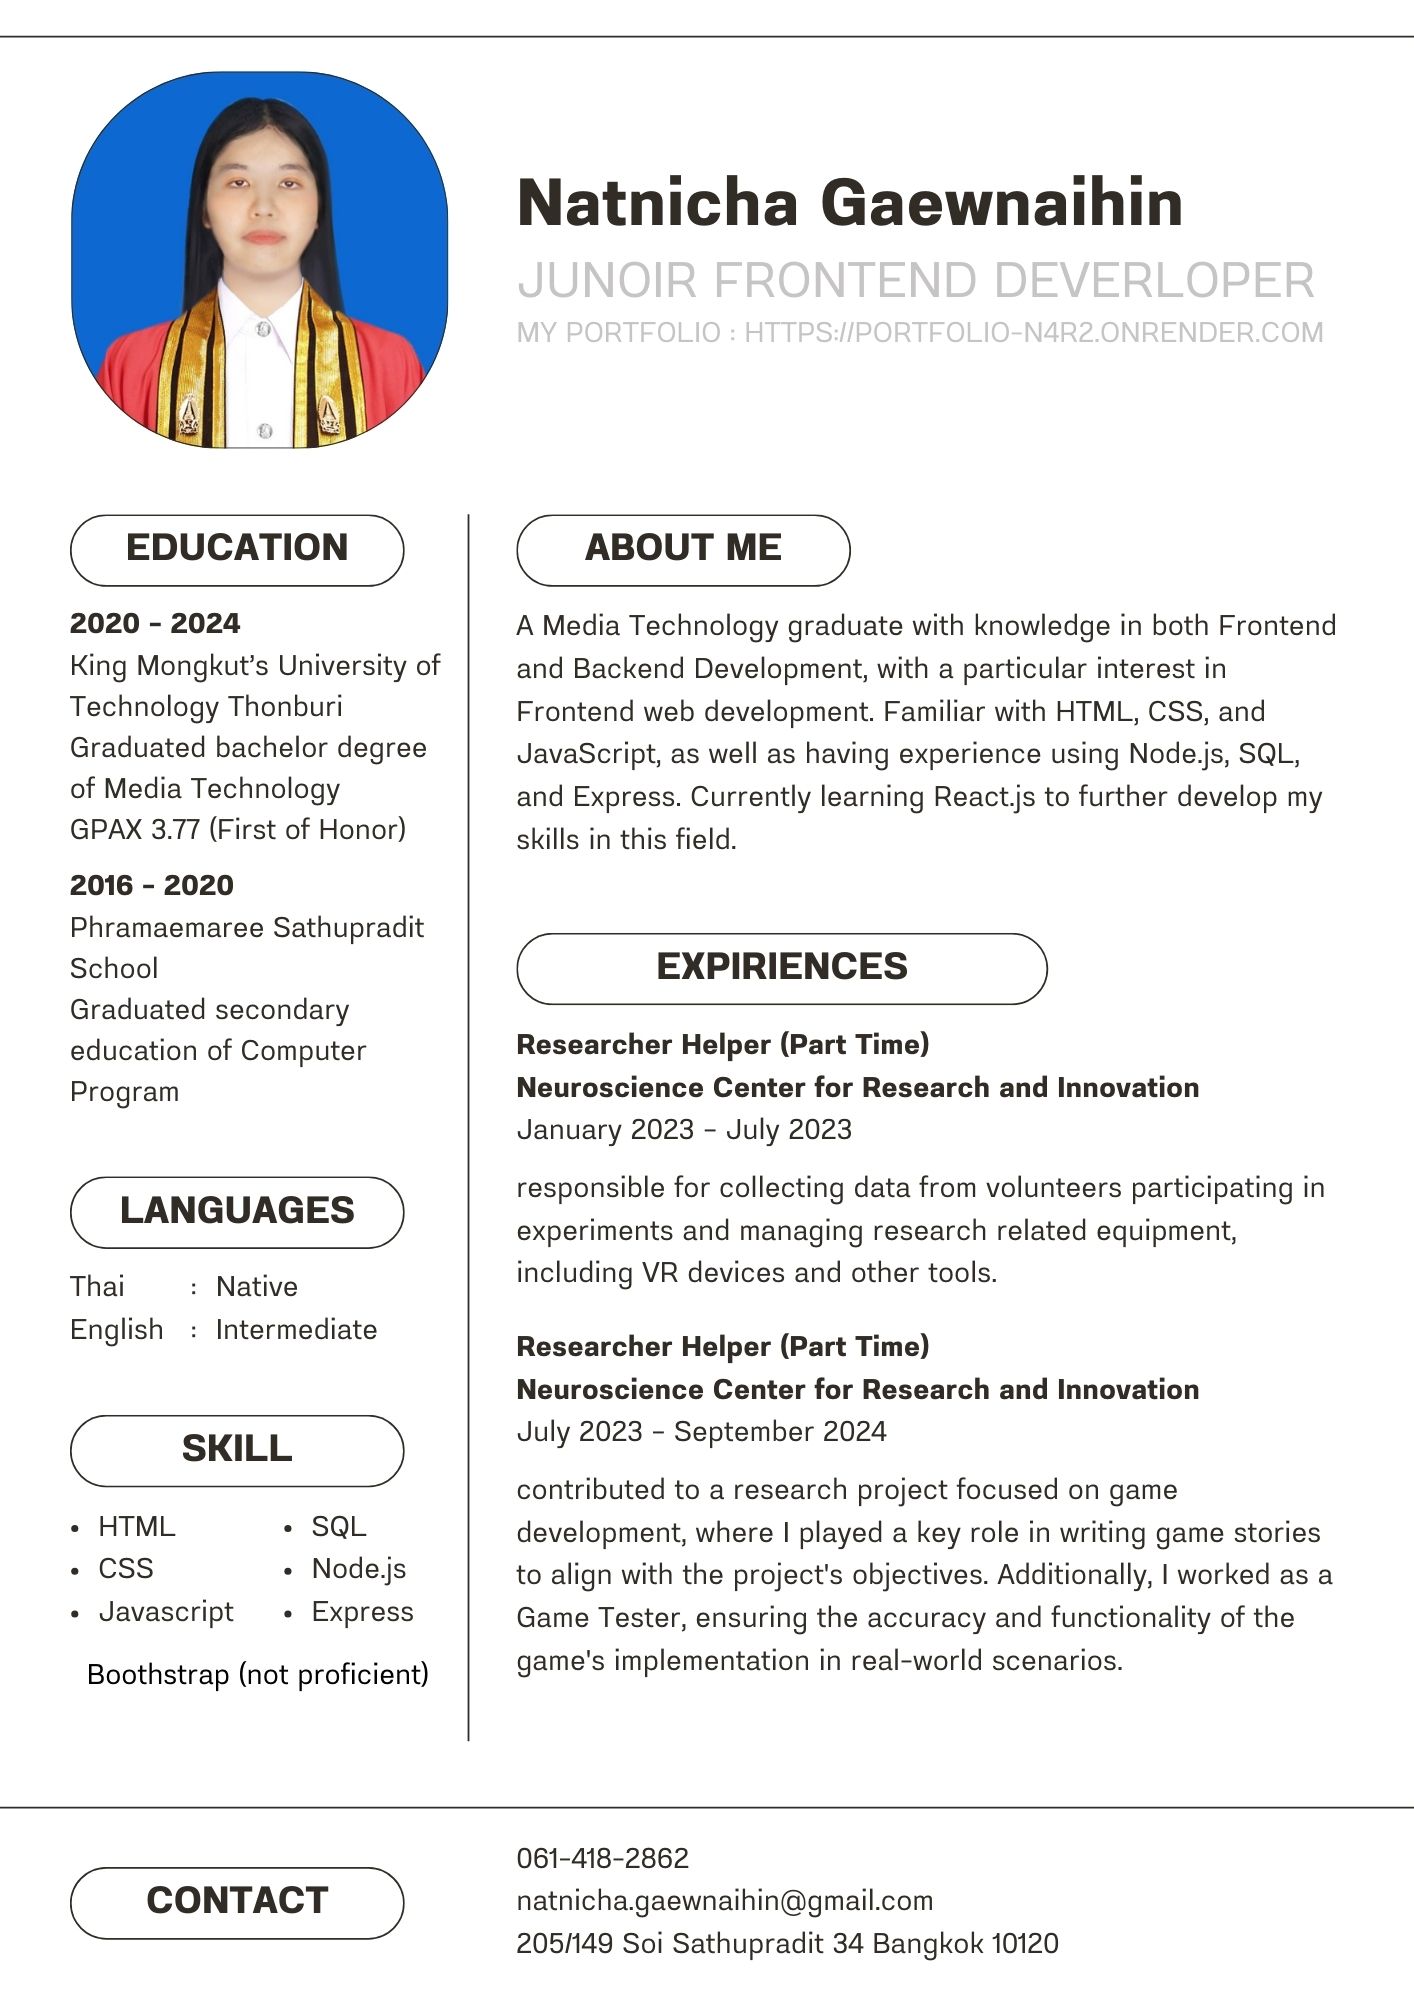 Natnicha Gaewnaihin
JUNOIR FRONTEND DEVERLOPER
MY PORTFOLIO : HTTPS://PORTFOLIO-N4R2.ONRENDER.COM
EDUCATION
2020 - 2024
King Mongkut’s University of
Technology Thonburi
Graduated bachelor degree
of Media Technology
GPAX 3.77 (First of Honor)
2016 - 2020
Phramaemaree Sathupradit
School
Graduated secondary
education of Computer
Program
LANGUAGES
Thai : Native
English : Intermediate
SKILL
• HTML
• CSS
• Javascript
• SQL
• Node.js
• Express
Boothstrap (not proficient)
ABOUT ME
A Media Technology graduate with knowledge in both Frontend
and Backend Development, with a particular interest in
Frontend web development. Familiar with HTML, CSS, and
JavaScript, as well as having experience using Node.js, SQL,
and Express. Currently learning React.js to further develop my
skills in this field.
EXPIRIENCES
Researcher Helper (Part Time)
Neuroscience Center for Research and Innovation
January 2023 - July 2023
responsible for collecting data from volunteers participating in
experiments and managing research related equipment,
including VR devices and other tools.
Researcher Helper (Part Time)
Neuroscience Center for Research and Innovation
July 2023 - September 2024
contributed to a research project focused on game
development, where I played a key role in writing game stories
to align with the project's objectives. Additionally, I worked as a
Game Tester, ensuring the accuracy and functionality of the
game's implementation in real-world scenarios.
CONTACT
061-418-2862
natnicha.gaewnaihin@gmail.com
205/149 Soi Sathupradit 34 Bangkok 10120